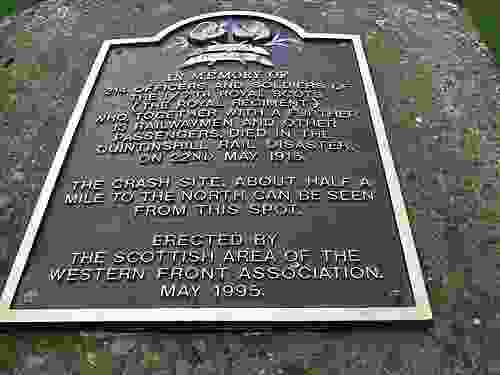 IN MEMORY OF
214 OFFICERS AND SOLDIERS OF
THE ROYAL SCOTS
(THE ROYAL REGIMENT)
WHO, TOGETHER WITH A FURTHER
RAILWAYMEN AND OTHER
PASSENGERS, DIED IN THE
QUINTINSHILL RAIL DISASTER,
ON 22ND MAY 1915.
THE CRASH SITE, ABOUT HALF A
MILE TO THE NORTH CAN BE SEEN
FROM THIS SPOT.
ERECTED BY
THE SCOTTISH AREA OF THE
WESTERN FRONT ASSOCIATION.
MAY 1995.